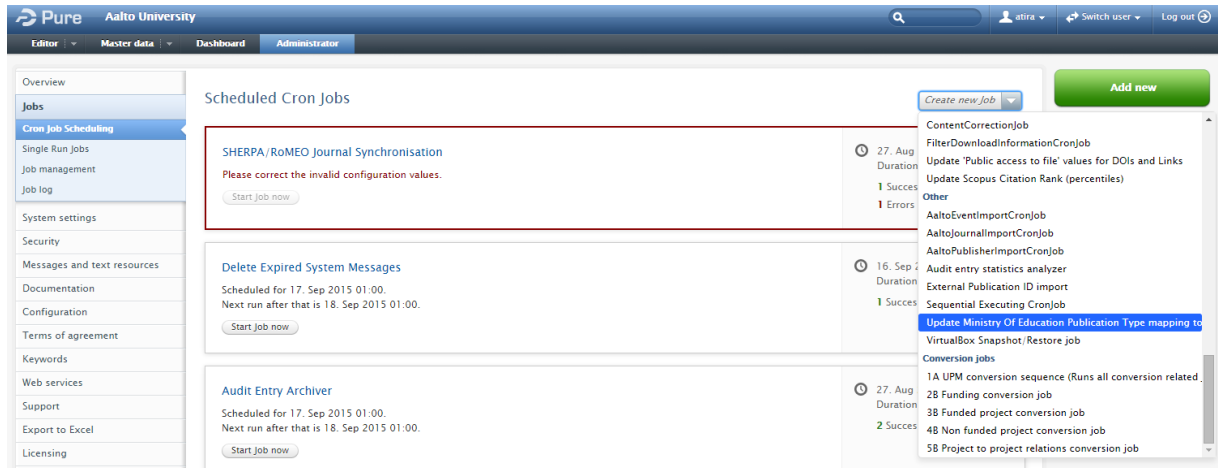 Pure Aalto University atira Switch user Log out
Editor Master data Dashboard Administrator
Overview
Jobs
Cron Job Scheduling
Single Run Jobs
Job management
Job log
System settings
Security
Messages and text resources
Documentation
Configuration
Terms of agreement
Keywords
Web services
Support
Export to Excel
Licensing
Scheduled Cron Jobs
Create new Job
Add new
SHERPA/RoMEO Journal Synchronisation
Please correct the invalid configuration values.
Start Job now
27. Aug
Duration
1 Succes
1 Errors
Delete Expired System Messages
Scheduled for 17. Sep 2015 01:00.
Next run after that is 18. Sep 2015 01:00.
Start Job now
16. Sep 2
Duration
1 Succes
Audit Entry Archiver
Scheduled for 17. Sep 2015 01:00.
Next run after that is 18. Sep 2015 01:00.
Start Job now
27. Aug
Duration
2 Succes
ContentCorrectionJob
FilterDownloadInformationCronJob
Update 'Public access to file' values for DOIs and Links
Update Scopus Citation Rank (percentiles)
Other
AaltoEventImportCronJob
AaltoJournalImportCronJob
AaltoPublisherImportCronJob
Audit entry statistics analyzer
External Publication ID import
Sequential Executing CronJob
Update Ministry Of Education Publication Type mapping to
VirtualBox Snapshot/Restore job
Conversion jobs
1A UPM conversion sequence (Runs all conversion related
2B Funding conversion job
3B Funded project conversion job
4B Non funded project conversion job
5B Project to project relations conversion job